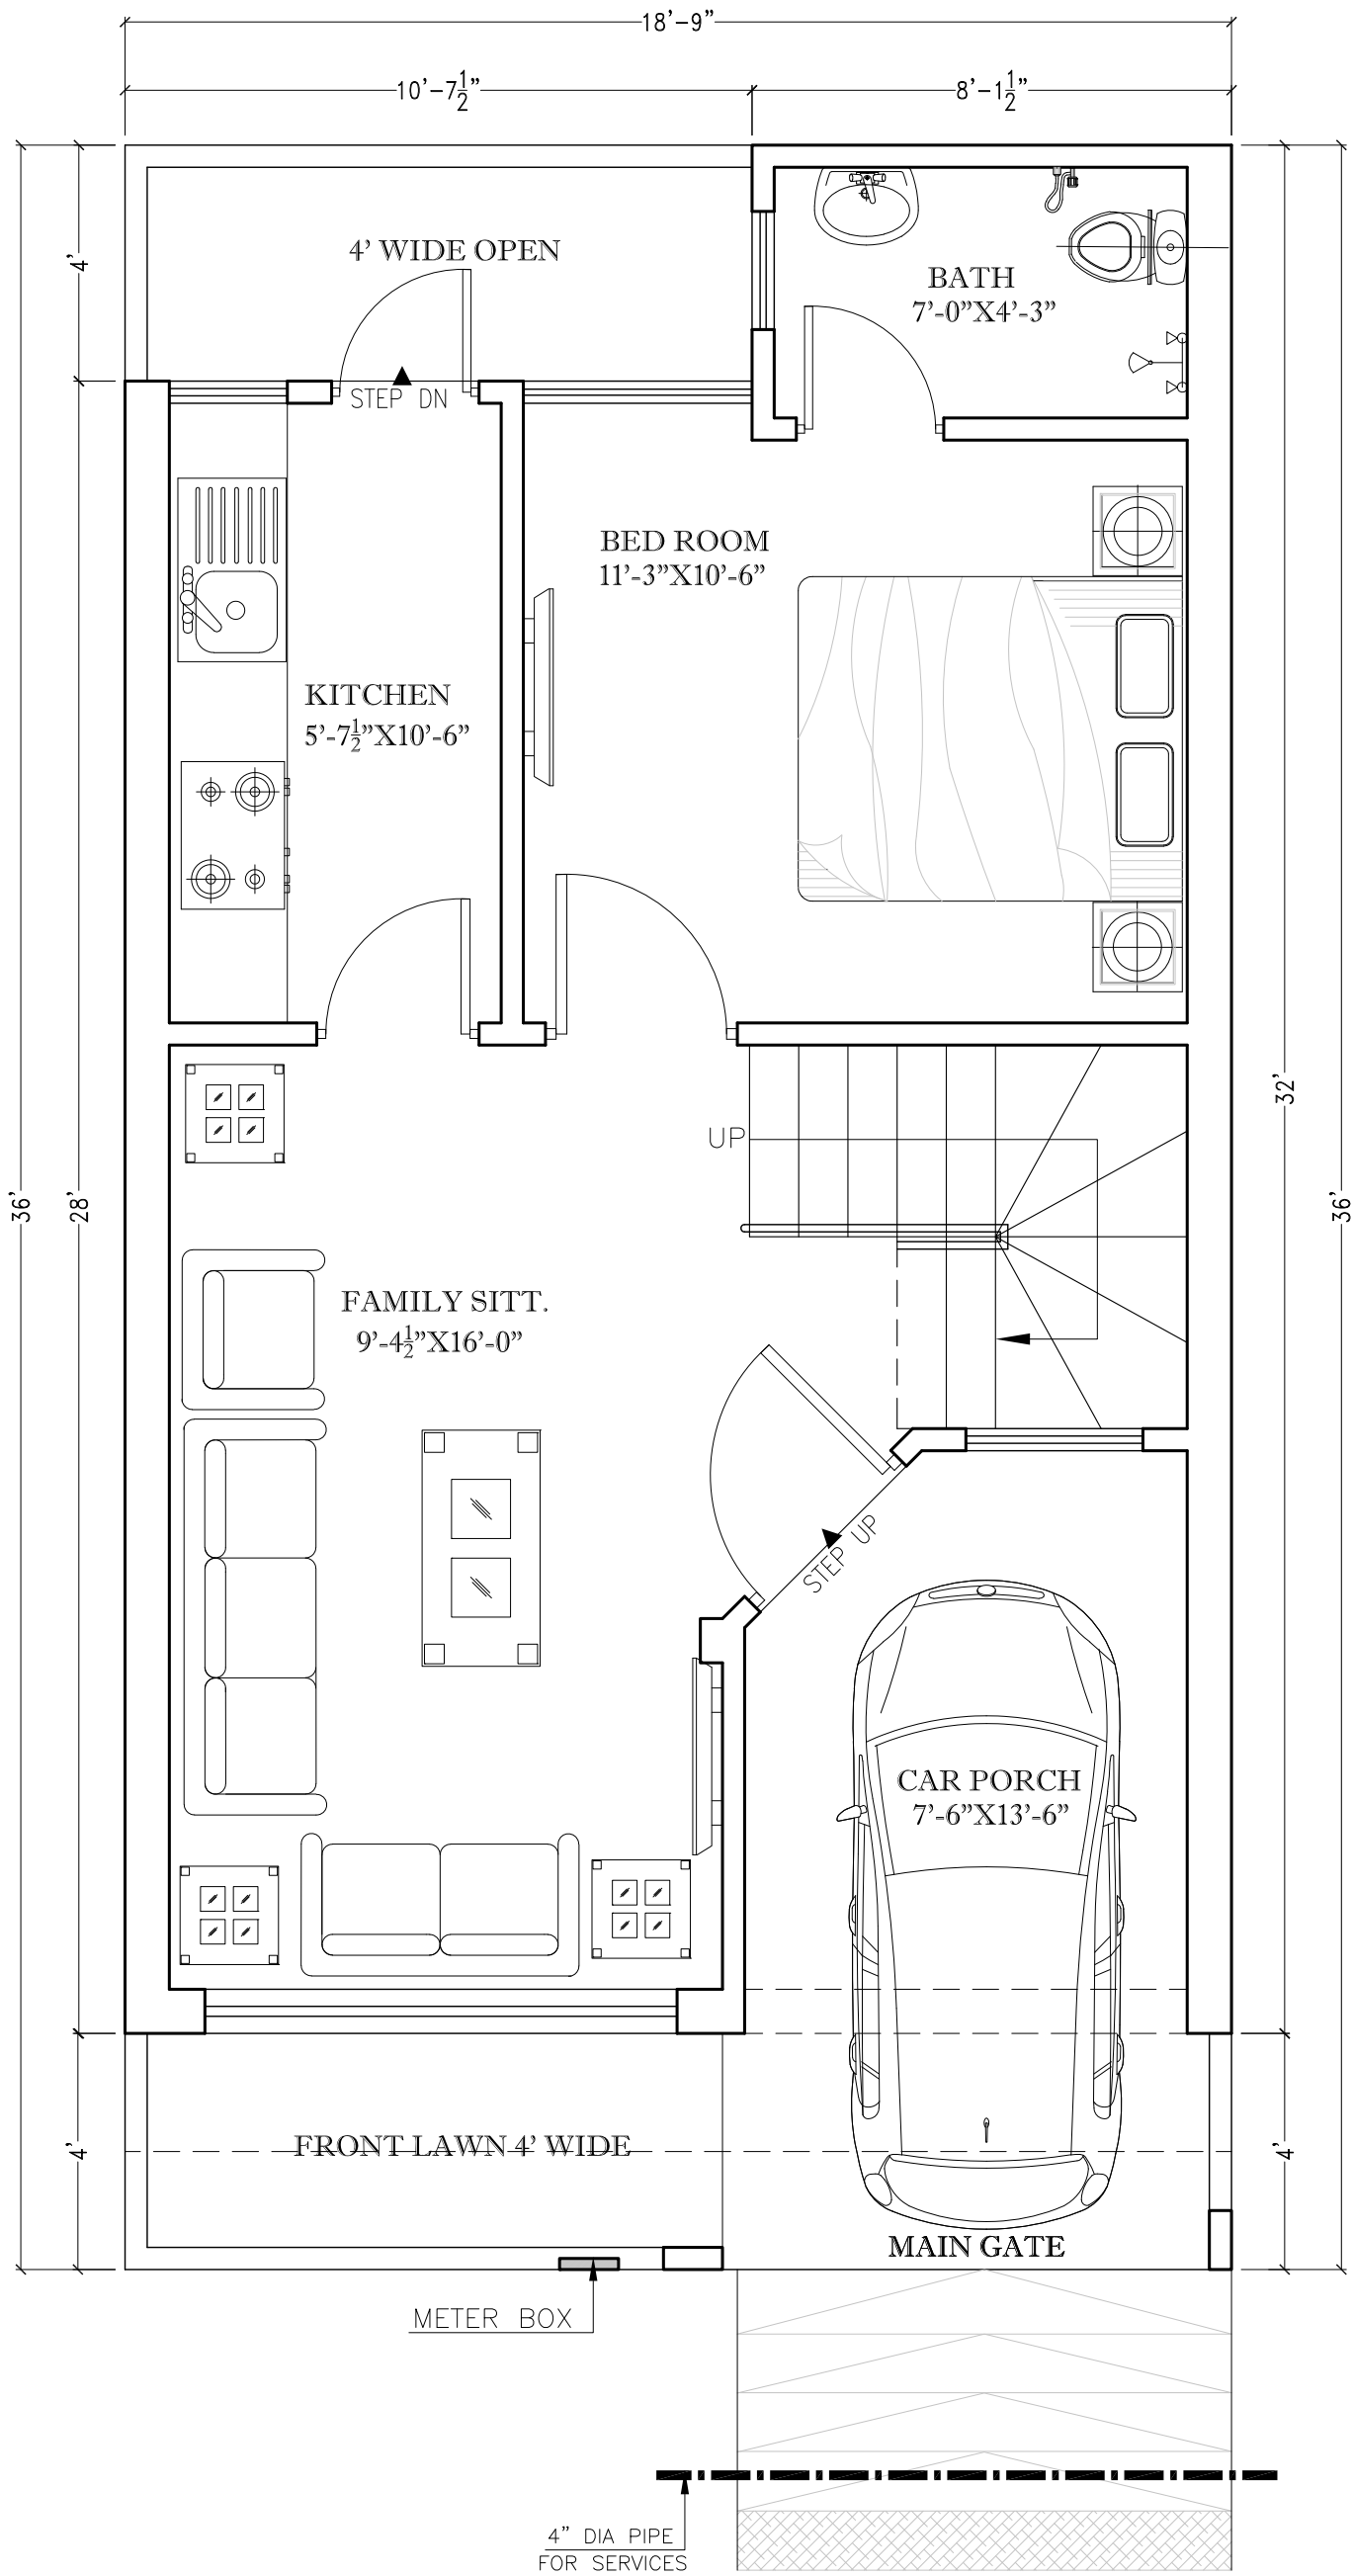 18'-9"
10'-7½"
8'-1½"
4' WIDE OPEN
BATH
7'-0"X4'-3"
4'
STEP DN
BED ROOM
11'-3"X10'-6"
KITCHEN
5'-7½"X10'-6"
36'
28'
32'
36'
UP
FAMILY SITT.
9'-4½"X16'-0"
STEP UP
CAR PORCH
7'-6"X13'-6"
4'
FRONT LAWN 4' WIDE
4'
MAIN GATE
METER BOX
4" DIA PIPE
FOR SERVICES